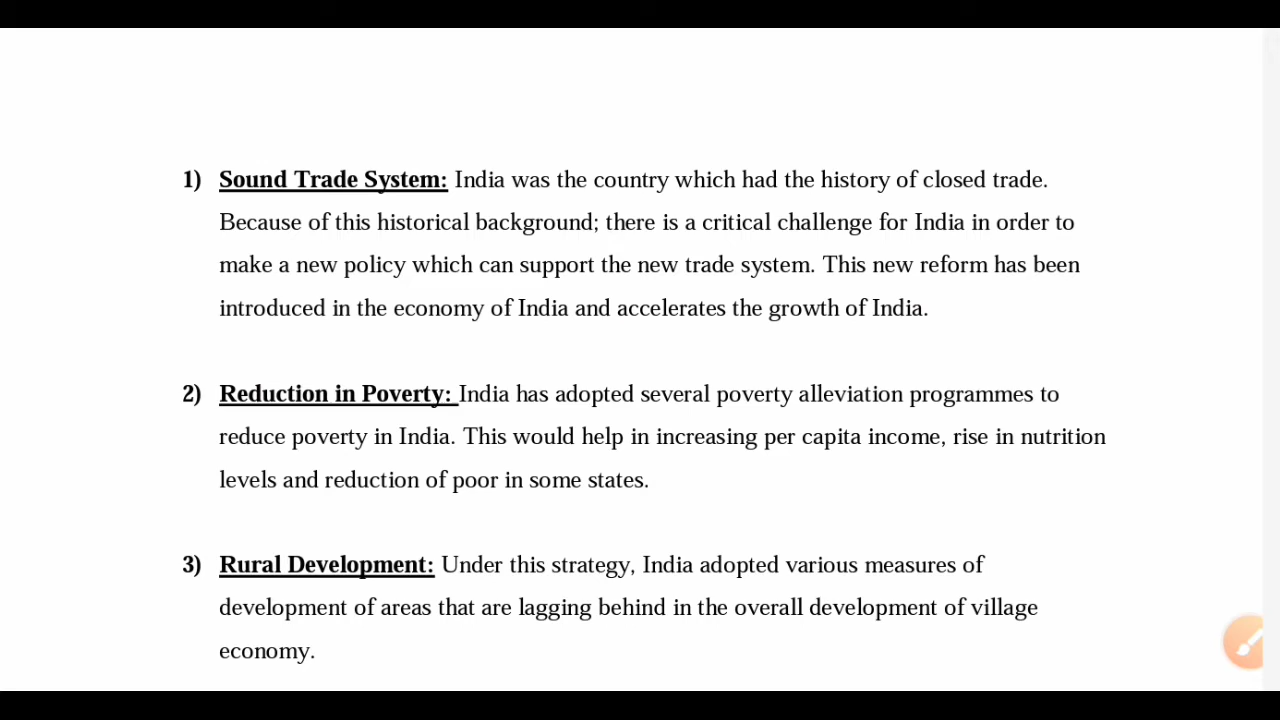 1) Sound Trade System: India was the country which had the history of closed trade.
Because of this historical background; there is a critical challenge for India in order to
make a new policy which can support the new trade system. This new reform has been
introduced in the economy of India and accelerates the growth of India.
2) Reduction in Poverty: India has adopted several poverty alleviation programmes to
reduce poverty in India. This would help in increasing per capita income, rise in nutrition
levels and reduction of poor in some states.
3) Rural Development: Under this strategy, India adopted various measures of
development of areas that are lagging behind in the overall development of village
economy.